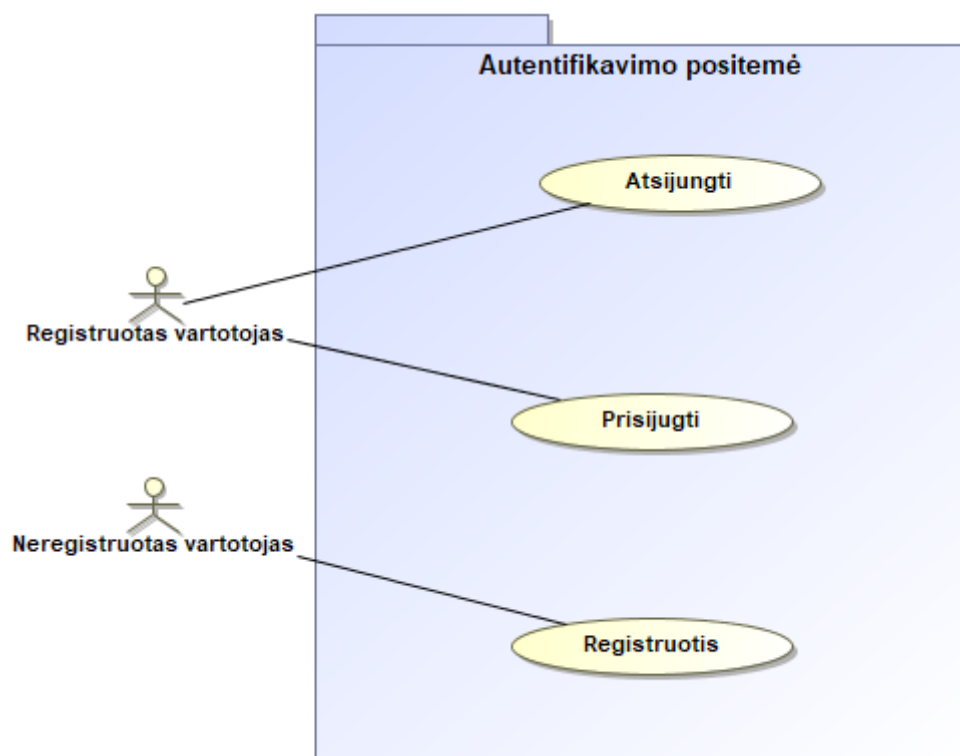 Autentifikavimo positemė
Atsijungti
Registruotas vartotojas
Prisijugti
Neregistruotas vartotojas
Registruotis